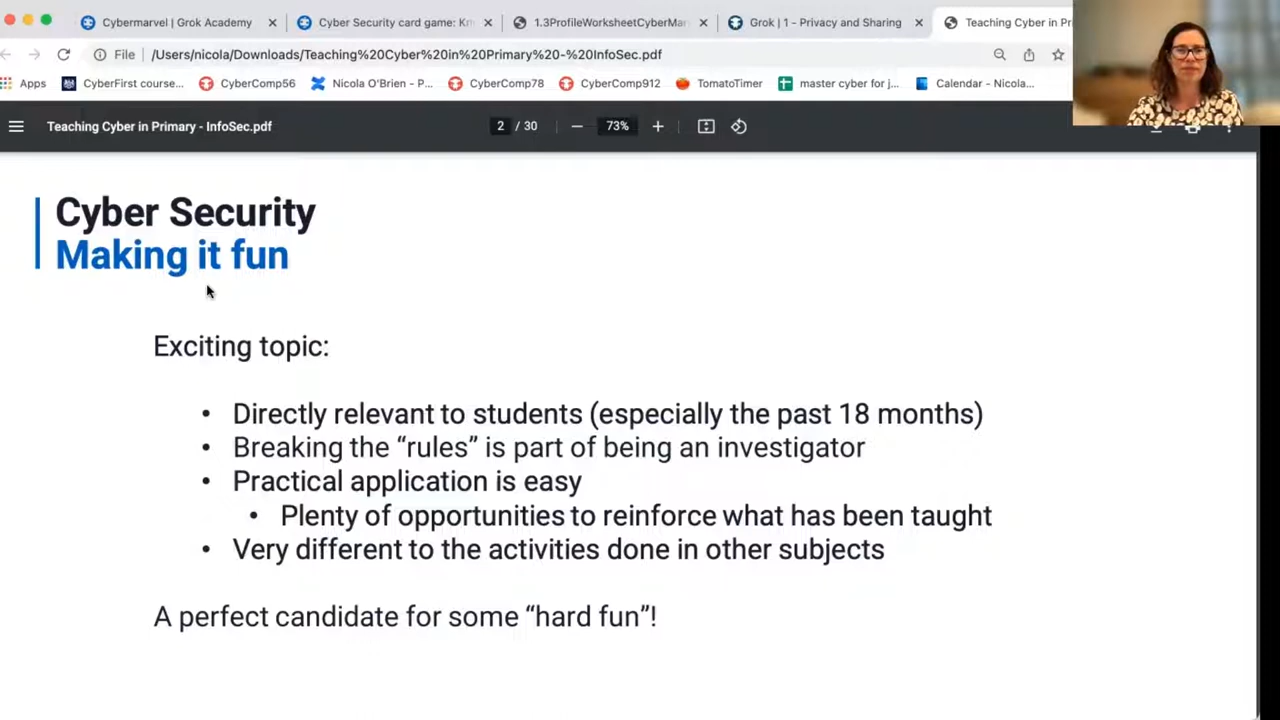 Cybermarvel | Grok Academy
Cyber Security card game: Kn
1.3ProfileWorksheetCyberMar
Grok | 1 - Privacy and Sharing
Teaching Cyber in Pri
File
/Users/nicola/Downloads/Teaching%20Cyber%20in%20Primary%20-%20InfoSec.pdf
Apps
CyberFirst course...
CyberComp56
Nicola O'Brien - P...
CyberComp78
CyberComp912
TomatoTimer
master cyber for j...
Calendar - Nicola...
Teaching Cyber in Primary - InfoSec.pdf
2 / 30
73%
Cyber Security
Making it fun
Exciting topic:
• Directly relevant to students (especially the past 18 months)
• Breaking the “rules” is part of being an investigator
• Practical application is easy
• Plenty of opportunities to reinforce what has been taught
• Very different to the activities done in other subjects
A perfect candidate for some “hard fun”!